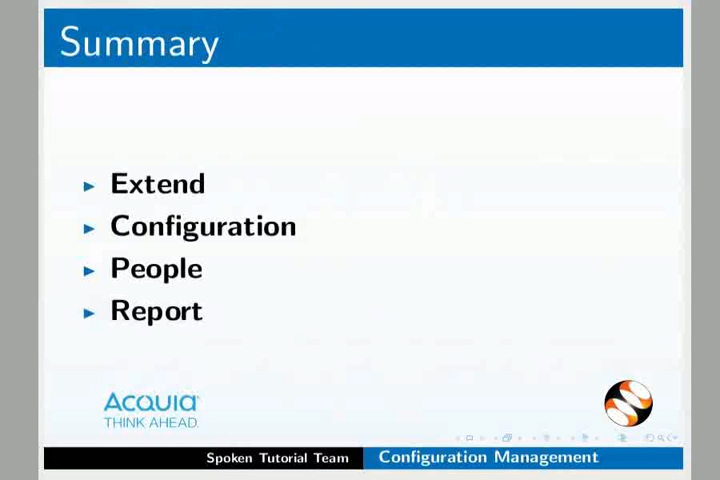 Summary
Extend
Configuration
People
Report
Acquia
THINK AHEAD.
Spoken Tutorial Team
Configuration Management